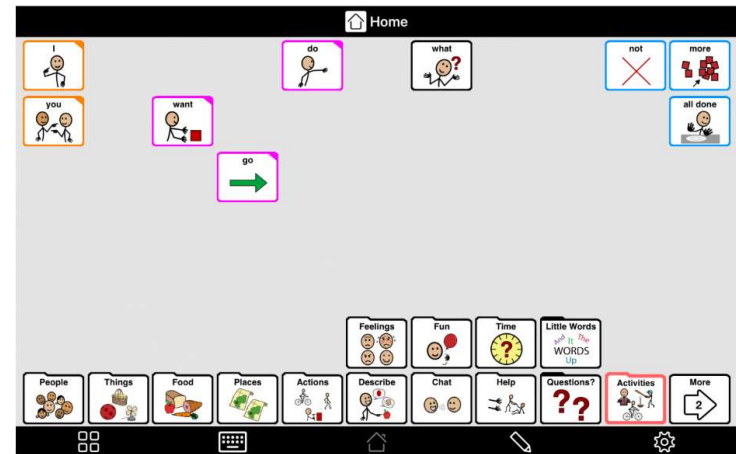 Home
I
do
what
not
more
you
want
all done
go
Feelings
Fun
Time
?
Little Words
And It The
WORDS
Up
People
Things
Food
Places
Actions
Describe
Chat
Help
Questions?
??
Activities
More
2